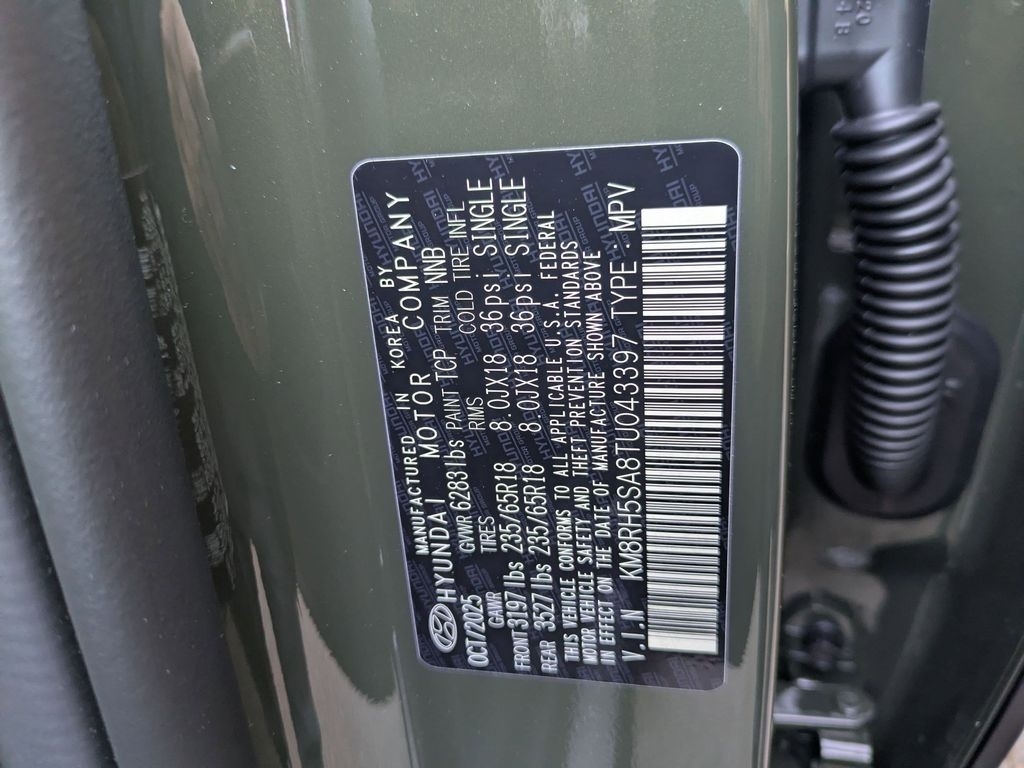 MANUFACTURED IN KOREA BY
HYUNDAI MOTOR COMPANY
OCT/2025 GVWR 6283lbs PAINT TCP TRIM NNB
GAWR TIRES RIMS COLD TIRE INFL
FRONT 3197lbs 235/65R18 8.0JX18 36psi SINGLE
REAR 3527lbs 235/65R18 8.0JX18 36psi SINGLE
THIS VEHICLE CONFORMS TO ALL APPLICABLE U.S.A. FEDERAL
MOTOR VEHICLE SAFETY AND THEFT PREVENTION STANDARDS
IN EFFECT ON THE DATE OF MANUFACTURE SHOWN ABOVE
V.I.N KM8RH5SA8TU043397 TYPE : MPV